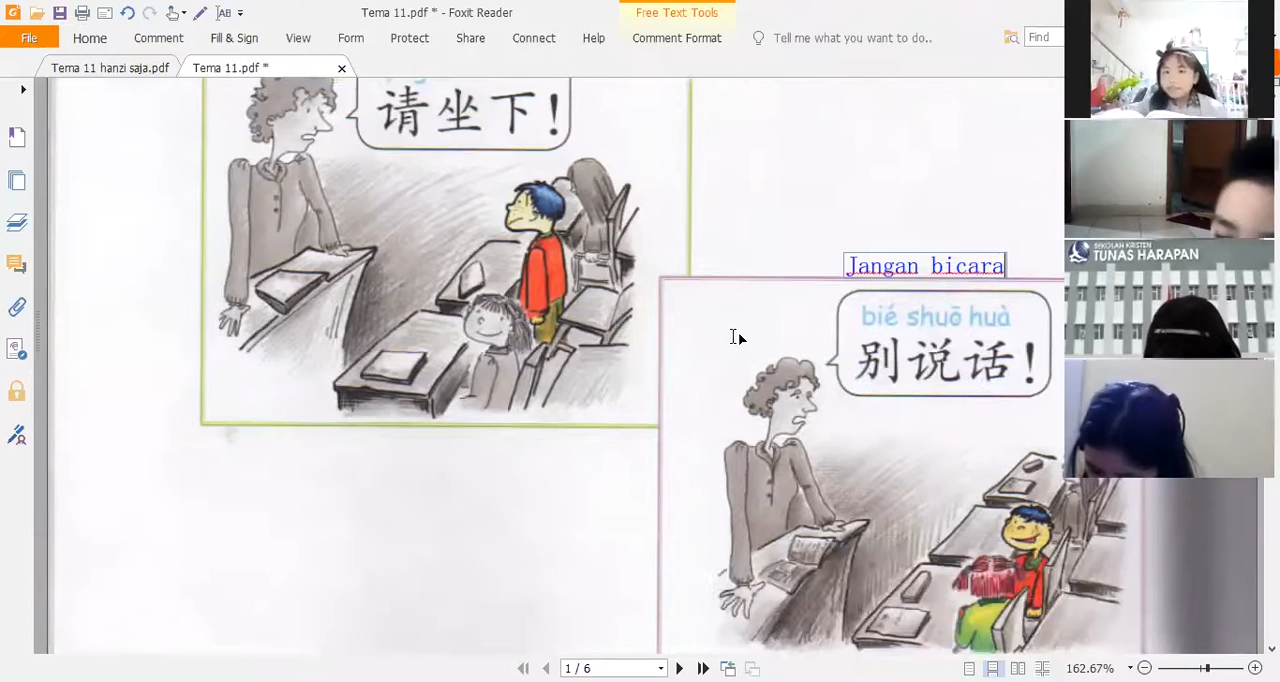 Tema 11.pdf * - Foxit Reader
Free Text Tools
File
Home
Comment
Fill & Sign
View
Form
Protect
Share
Connect
Help
Comment Format
Tell me what you want to do..
Find
Tema 11 hanzi saja.pdf
Tema 11.pdf *
请坐下!
Jangan bicara
bié shuō huà
别说话!
SEKOLAH KRISTEN
TUNAS HARAPAN
1 / 6
162.67%